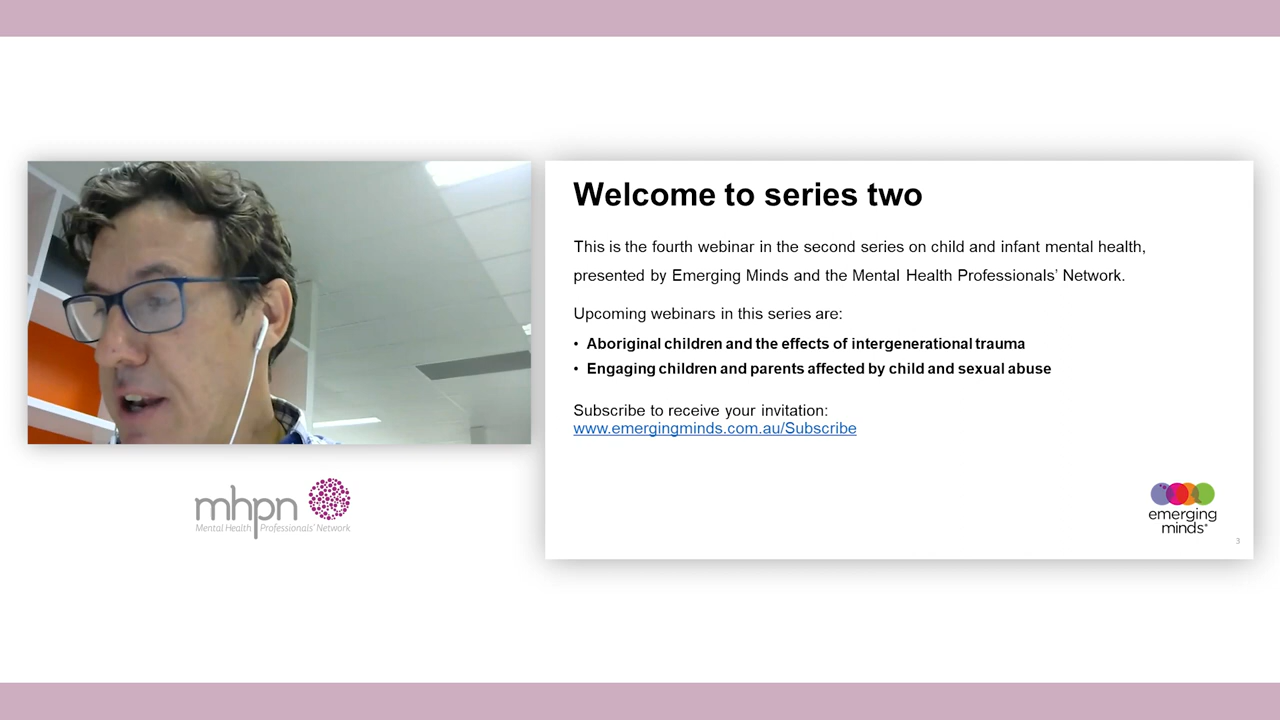 Welcome to series two
This is the fourth webinar in the second series on child and infant mental health,
presented by Emerging Minds and the Mental Health Professionals’ Network.
Upcoming webinars in this series are:
• Aboriginal children and the effects of intergenerational trauma
• Engaging children and parents affected by child and sexual abuse
Subscribe to receive your invitation:
www.emergingminds.com.au/Subscribe
mhpn
Mental Health Professionals’ Network
emerging
minds
3